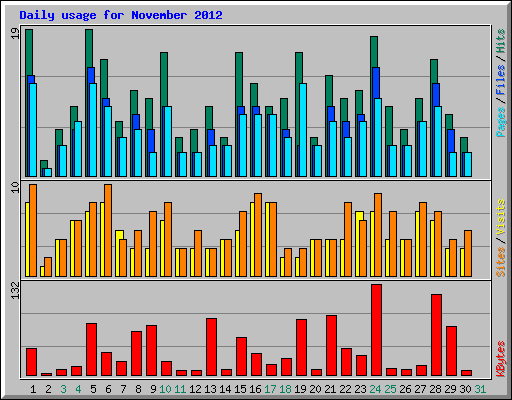 Daily usage for November 2012
19
Pages / Files / Hits
10
Sites / Visits
132
KBytes
1 2 3 4 5 6 7 8 9 10 11 12 13 14 15 16 17 18 19 20 21 22 23 24 25 26 27 28 29 30 31